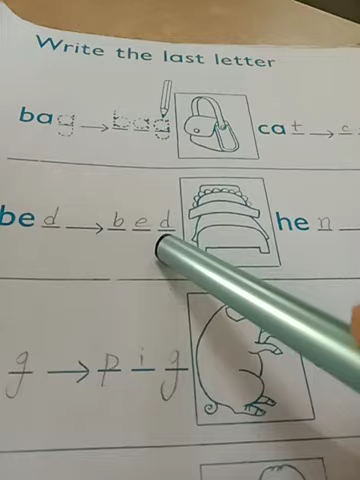 Write the last letter
bag → bag cat → c
bed → bed hen
g → pig